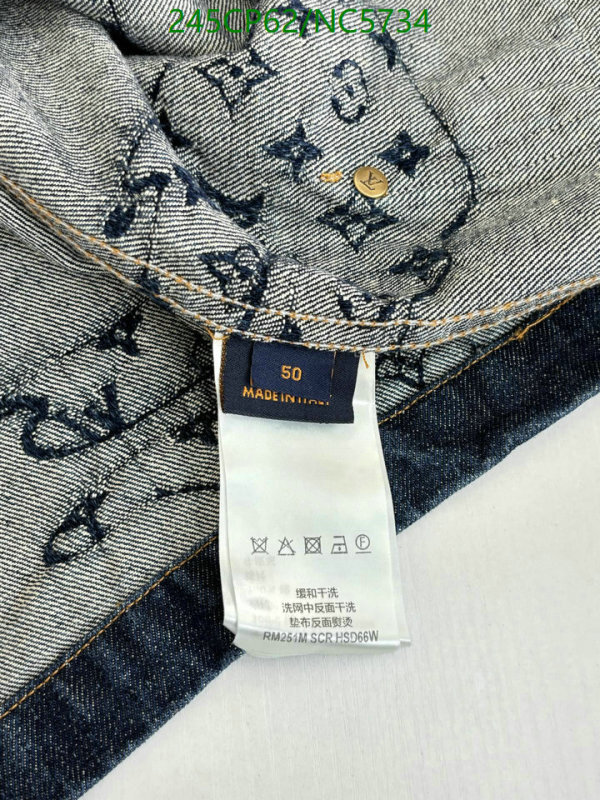 245CP62/NC5734
LV
50
MADE IN
缓和干洗
洗网中反面干洗
垫布反面熨烫
RM251M SCR HSD66W